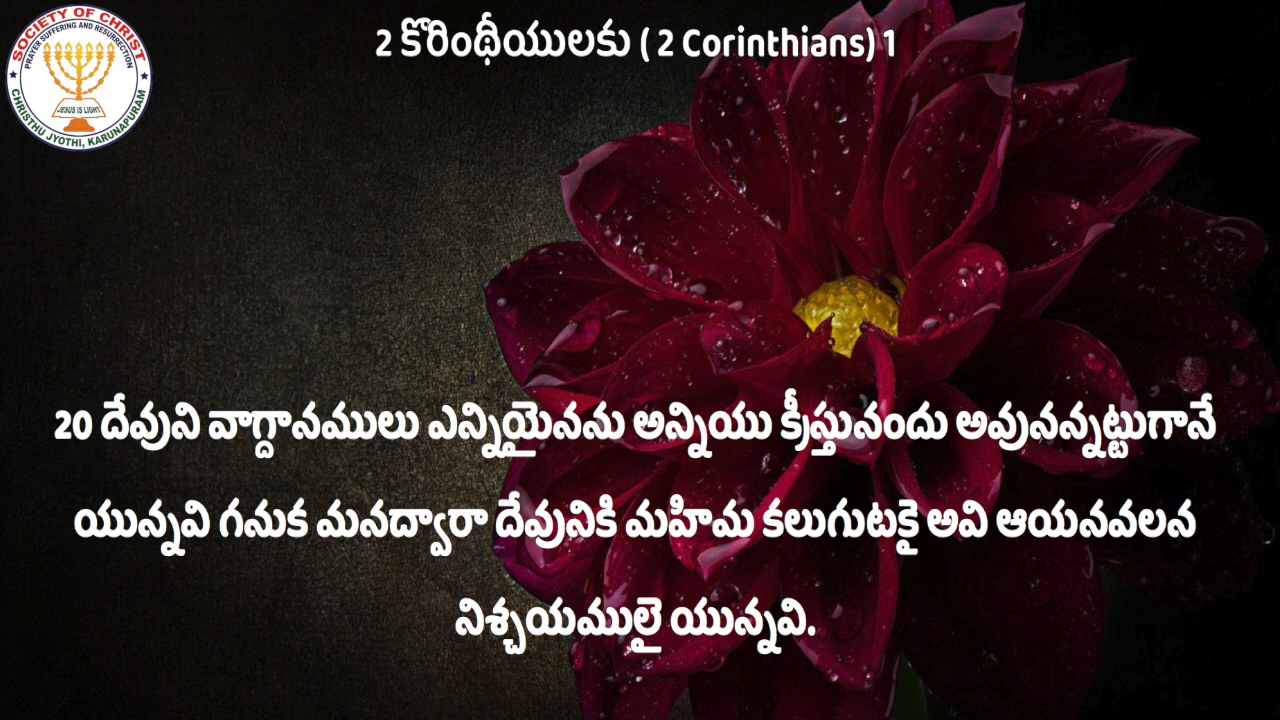 SOCIETY OF CHRIST
PRAYER SUFFERING AND RESURRECTION
JESUS IS LIGHT
CHRISTHU JYOTHI, KARUNAPURAM
2 కొరింథీయులకు ( 2 Corinthians) 1
20 దేవుని వాగ్దానములు ఎన్నియైనను అన్నియు క్రీస్తునందు అవునన్నట్టుగానే
యున్నవి గనుక మనద్వారా దేవునికి మహిమ కలుగుటకై అవి ఆయనవలన
నిశ్చయములై యున్నవి.